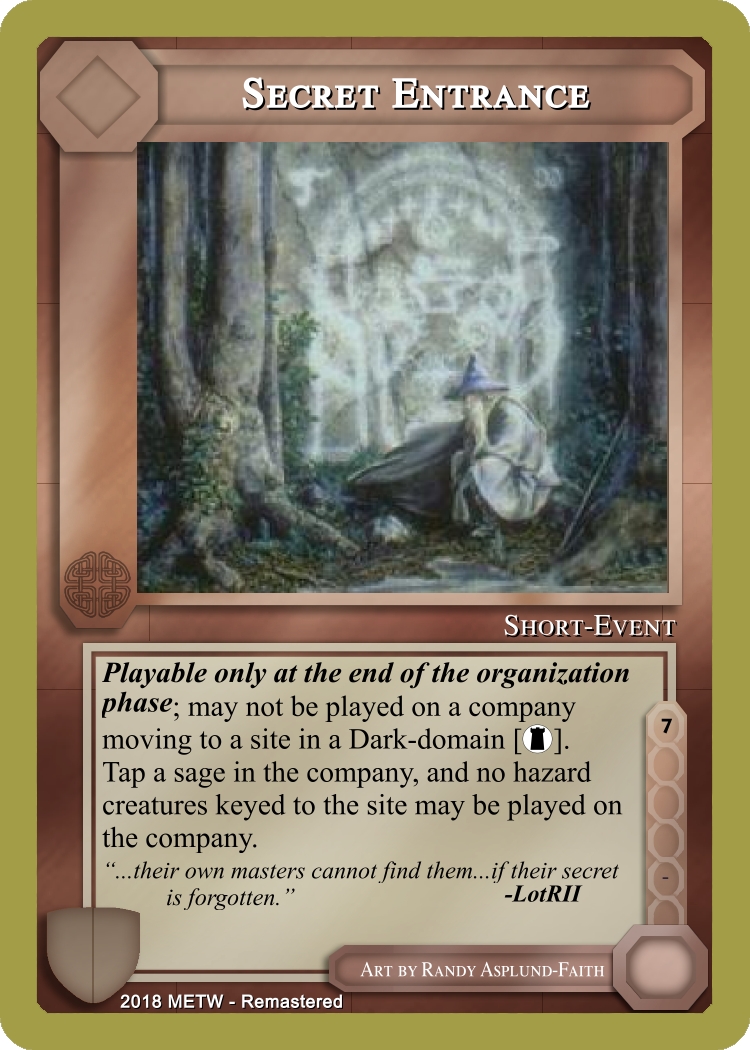 Secret Entrance
Short-Event
Playable only at the end of the organization
phase; may not be played on a company
moving to a site in a Dark-domain [ ].
Tap a sage in the company, and no hazard
creatures keyed to the site may be played on
the company.
“...their own masters cannot find them...if their secret
is forgotten.”
-LotRII
7
-
Art by Randy Asplund-Faith
2018 METW - Remastered